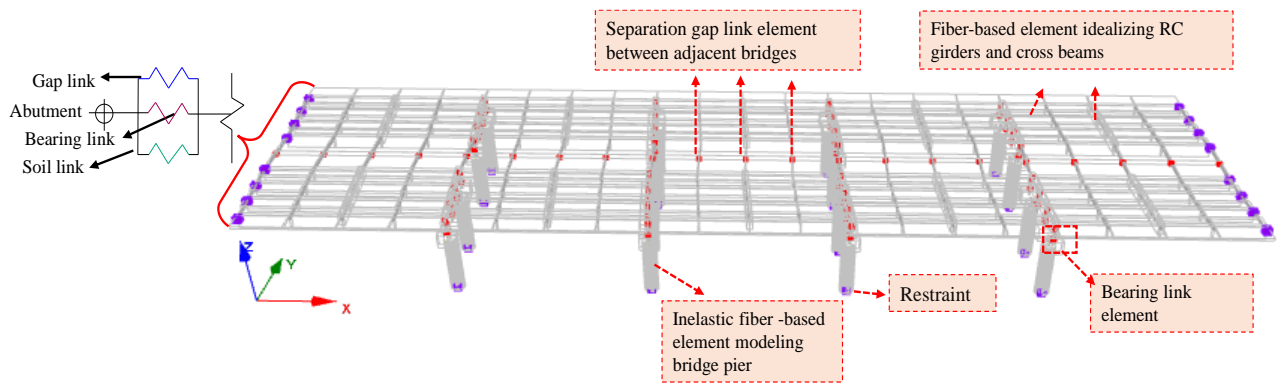 Separation gap link element
between adjacent bridges
Fiber-based element idealizing RC
girders and cross beams
Gap link
Abutment
Bearing link
Soil link
Z
Y
X
Inelastic fiber -based
element modeling
bridge pier
Restraint
Bearing link
element